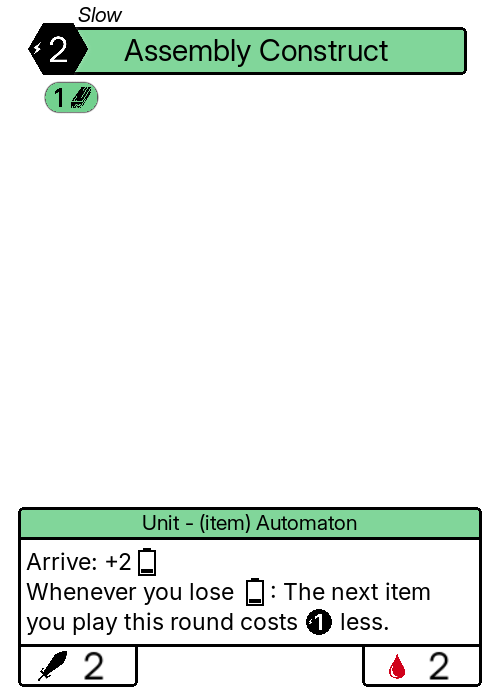 Slow
2 Assembly Construct
1
Unit - (item) Automaton
Arrive: +2
Whenever you lose : The next item
you play this round costs 1 less.
2 2